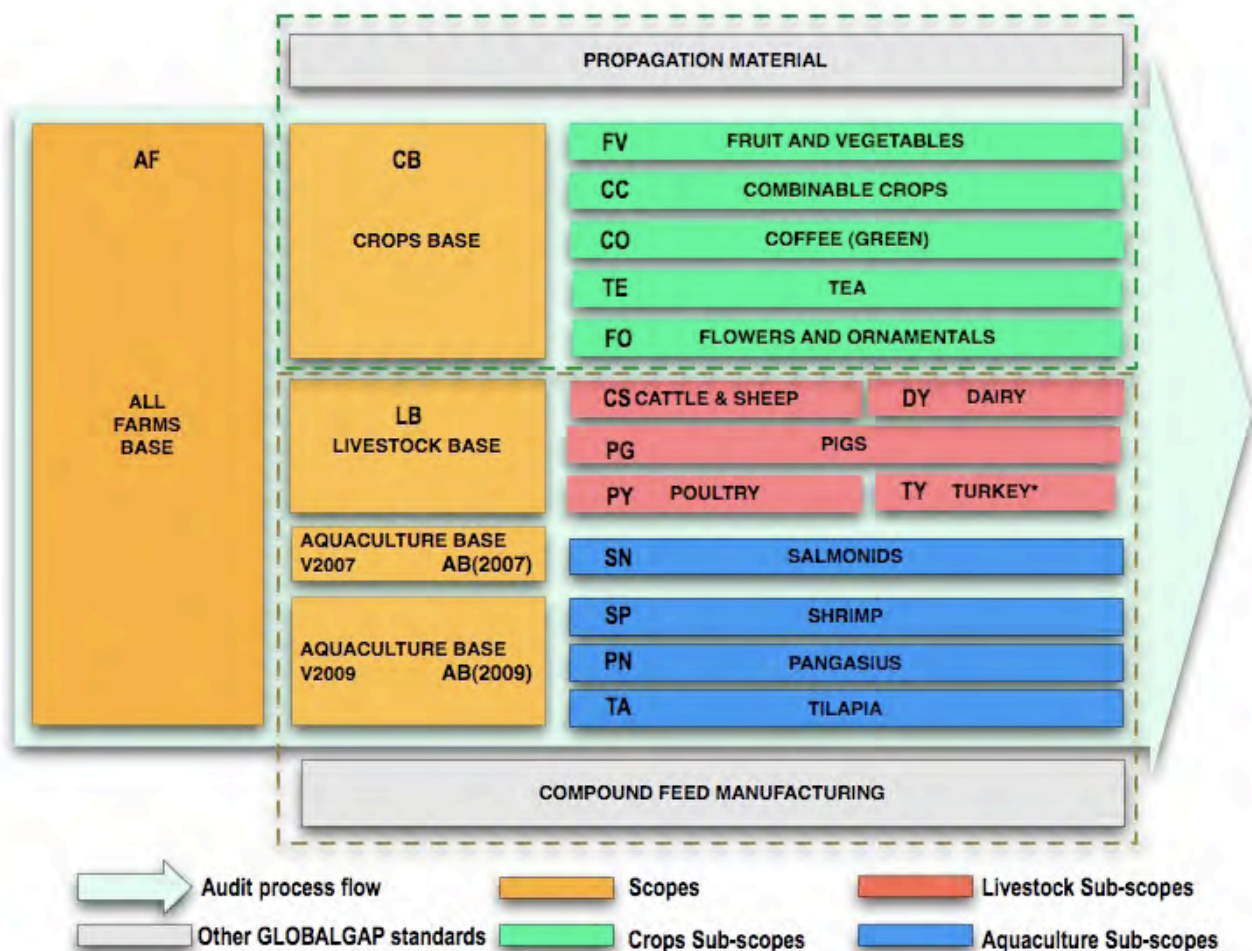 PROPAGATION MATERIAL
AF
ALL
FARMS
BASE
CB
CROPS BASE
FV FRUIT AND VEGETABLES
CC COMBINABLE CROPS
CO COFFEE (GREEN)
TE TEA
FO FLOWERS AND ORNAMENTALS
LB
LIVESTOCK BASE
CS CATTLE & SHEEP
DY DAIRY
PG PIGS
PY POULTRY
TY TURKEY*
AQUACULTURE BASE
V2007 AB(2007)
SN SALMONIDS
AQUACULTURE BASE
V2009 AB(2009)
SP SHRIMP
PN PANGASIUS
TA TILAPIA
COMPOUND FEED MANUFACTURING
Audit process flow
Scopes
Livestock Sub-scopes
Other GLOBALGAP standards
Crops Sub-scopes
Aquaculture Sub-scopes